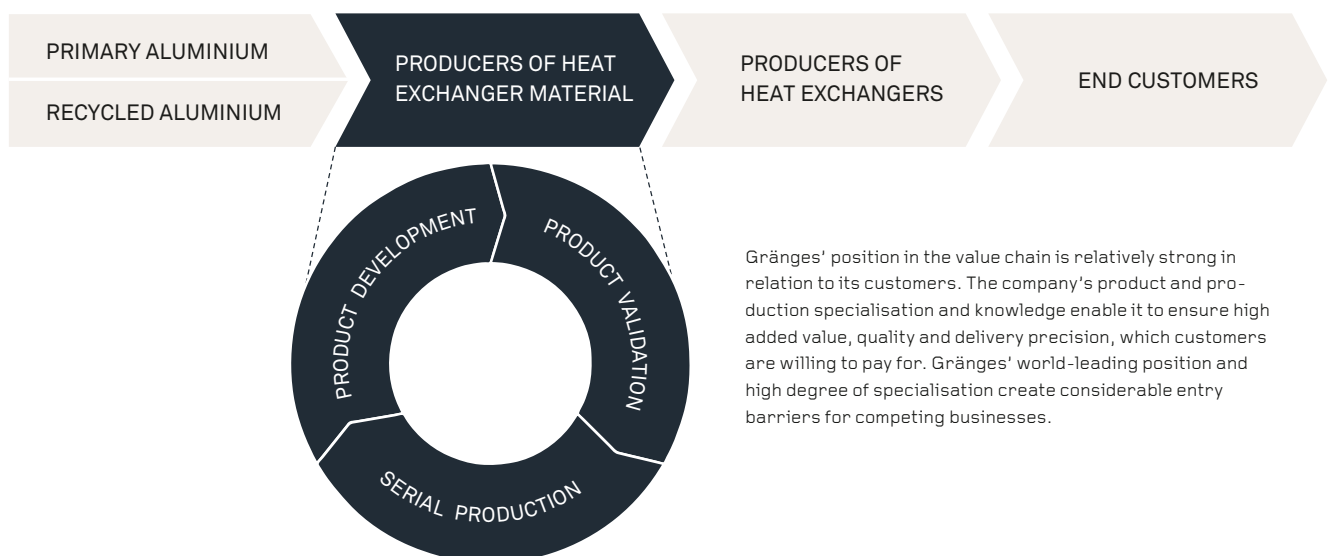 PRIMARY ALUMINIUM
RECYCLED ALUMINIUM
PRODUCERS OF HEAT
EXCHANGER MATERIAL
PRODUCERS OF
HEAT EXCHANGERS
END CUSTOMERS
PRODUCT DEVELOPMENT
PRODUCT VALIDATION
SERIAL PRODUCTION
Gränges' position in the value chain is relatively strong in
relation to its customers. The company's product and pro-
duction specialisation and knowledge enable it to ensure high
added value, quality and delivery precision, which customers
are willing to pay for. Gränges' world-leading position and
high degree of specialisation create considerable entry
barriers for competing businesses.